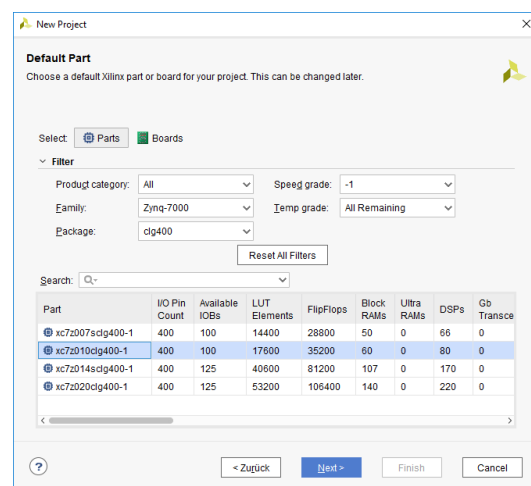 New Project
Default Part
Choose a default Xilinx part or board for your project. This can be changed later.
Select: Parts Boards
Filter
Product category: All Speed grade: -1
Family: Zynq-7000 Temp grade: All Remaining
Package: clg400
Reset All Filters
Search: Q
Part I/O Pin Count Available IOBs LUT Elements FlipFlops Block RAMs Ultra RAMs DSPs Gb Transce
xc7z007sclg400-1 400 100 14400 28800 50 0 66 0
xc7z010clg400-1 400 100 17600 35200 60 0 80 0
xc7z014sclg400-1 400 125 40600 81200 107 0 170 0
xc7z020clg400-1 400 125 53200 106400 140 0 220 0
? < Zurück Next > Finish Cancel